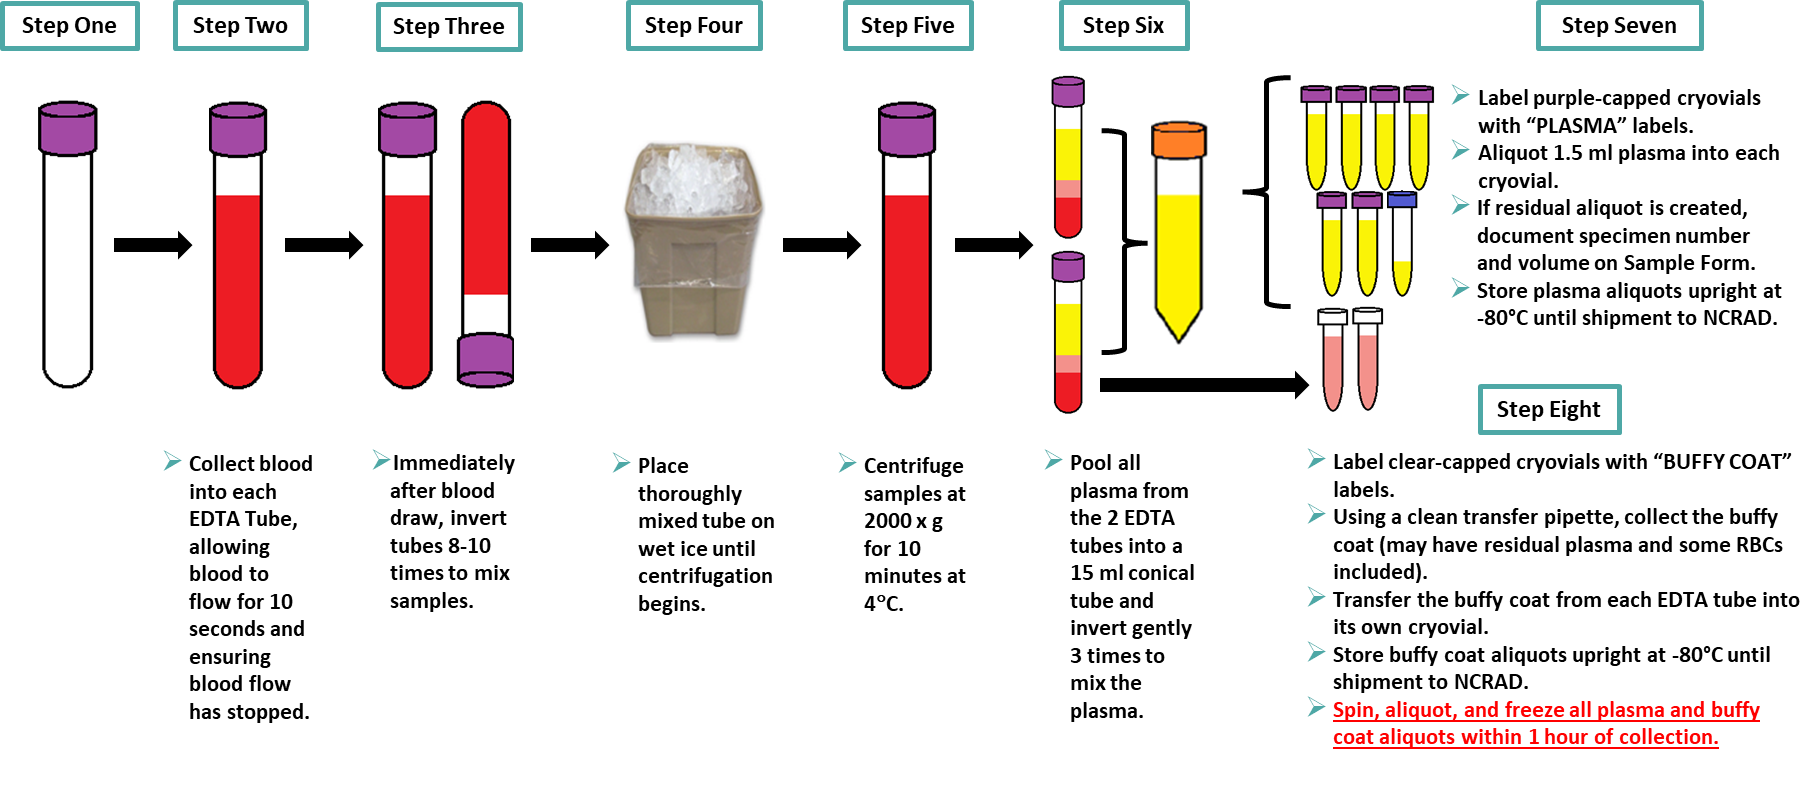 Step One
Step Two
Step Three
Step Four
Step Five
Step Six
Step Seven
Collect blood
into each
EDTA Tube,
allowing
blood to
flow for 10
seconds and
ensuring
blood flow
has stopped.
Immediately
after blood
draw, invert
tubes 8-10
times to mix
samples.
Place
thoroughly
mixed tube on
wet ice until
centrifugation
begins.
Centrifuge
samples at
2000 x g
for 10
minutes at
4°C.
Pool all
plasma from
the 2 EDTA
tubes into a
15 ml conical
tube and
invert gently
3 times to
mix the
plasma.
Label purple-capped cryovials
with “PLASMA” labels.
Aliquot 1.5 ml plasma into each
cryovial.
If residual aliquot is created,
document specimen number
and volume on Sample Form.
Store plasma aliquots upright at
-80°C until shipment to NCRAD.
Step Eight
Label clear-capped cryovials with “BUFFY COAT”
labels.
Using a clean transfer pipette, collect the buffy
coat (may have residual plasma and some RBCs
included).
Transfer the buffy coat from each EDTA tube into
its own cryovial.
Store buffy coat aliquots upright at -80°C until
shipment to NCRAD.
Spin, aliquot, and freeze all plasma and buffy
coat aliquots within 1 hour of collection.